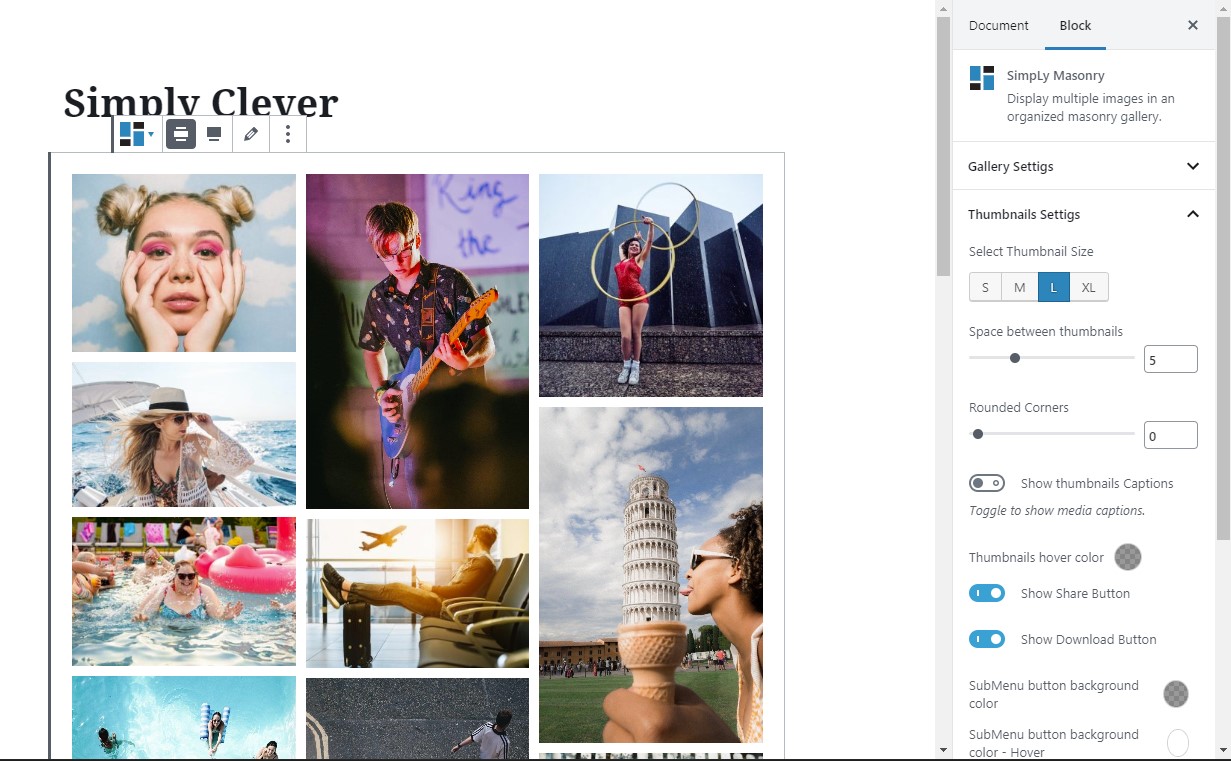 Document
Block
Simply Clever
SimpLy Masonry
Display multiple images in an
organized masonry gallery.
Gallery Settigs
King
the
Thumbnails Settigs
Select Thumbnail Size
S M L XL
Space between thumbnails
5
Rounded Corners
0
Show thumbnails Captions
Toggle to show media captions.
Thumbnails hover color
Show Share Button
Show Download Button
SubMenu button background
color
SubMenu button background
color - Hover